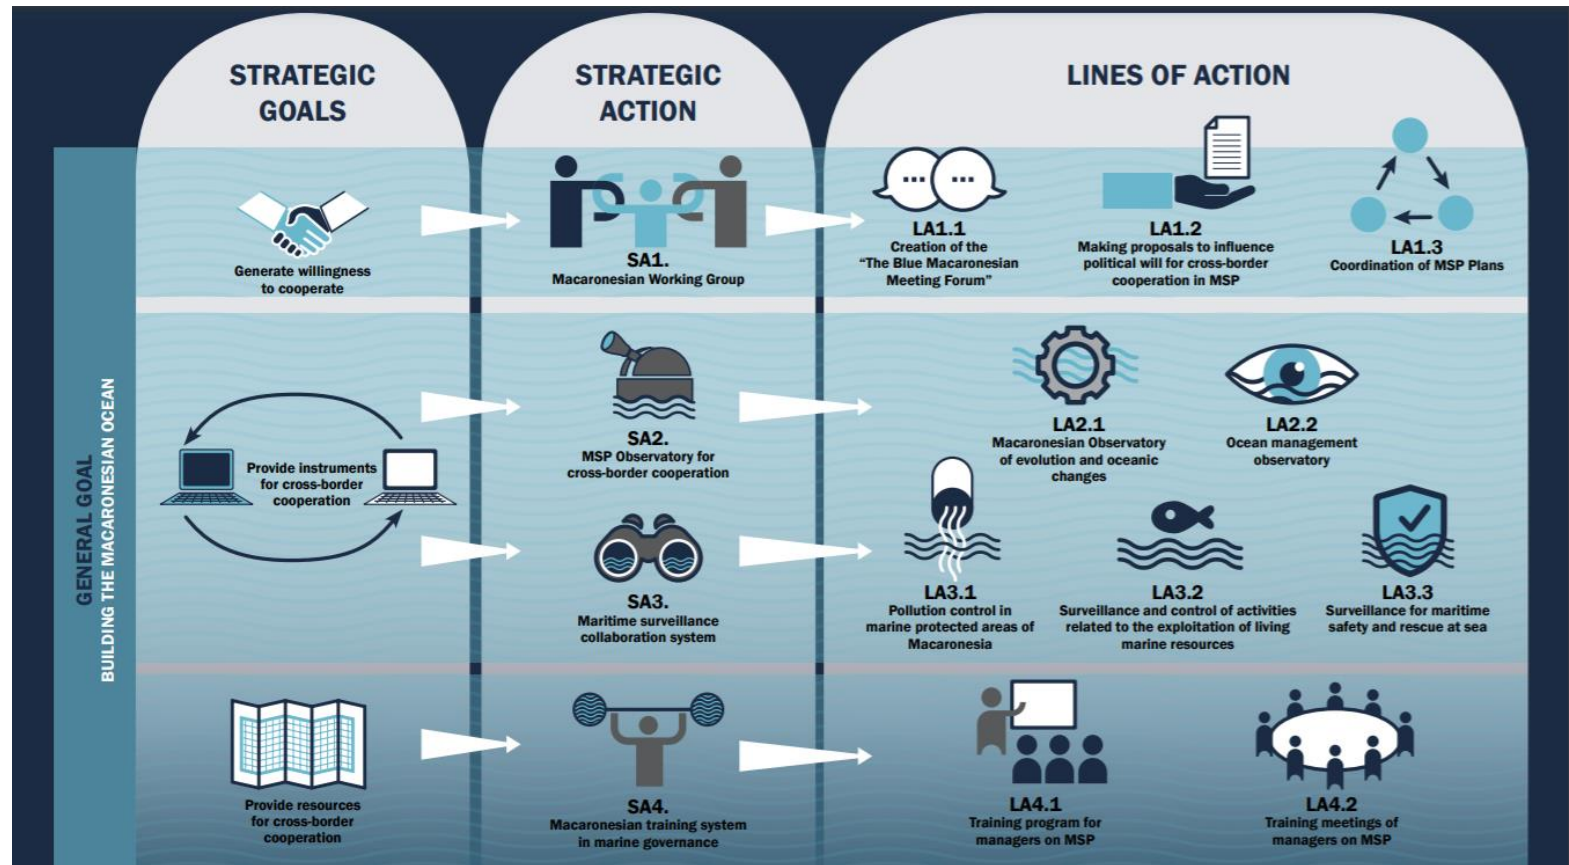 STRATEGIC
GOALS
STRATEGIC
ACTION
LINES OF ACTION
GENERAL GOAL
BUILDING THE MACARONESIAN OCEAN
Generate willingness
to cooperate
SA1.
Macaronesian Working Group
LA1.1
Creation of the
“The Blue Macaronesian
Meeting Forum”
LA1.2
Making proposals to influence
political will for cross-border
cooperation in MSP
LA1.3
Coordination of MSP Plans
Provide instruments
for cross-border
cooperation
SA2.
MSP Observatory for
cross-border cooperation
LA2.1
Macaronesian Observatory
of evolution and oceanic
changes
LA2.2
Ocean management
observatory
SA3.
Maritime surveillance
collaboration system
LA3.1
Pollution control in
marine protected areas of
Macaronesia
LA3.2
Surveillance and control of activities
related to the exploitation of living
marine resources
LA3.3
Surveillance for maritime
safety and rescue at sea
Provide resources
for cross-border
cooperation
SA4.
Macaronesian training system
in marine governance
LA4.1
Training program for
managers on MSP
LA4.2
Training meetings of
managers on MSP